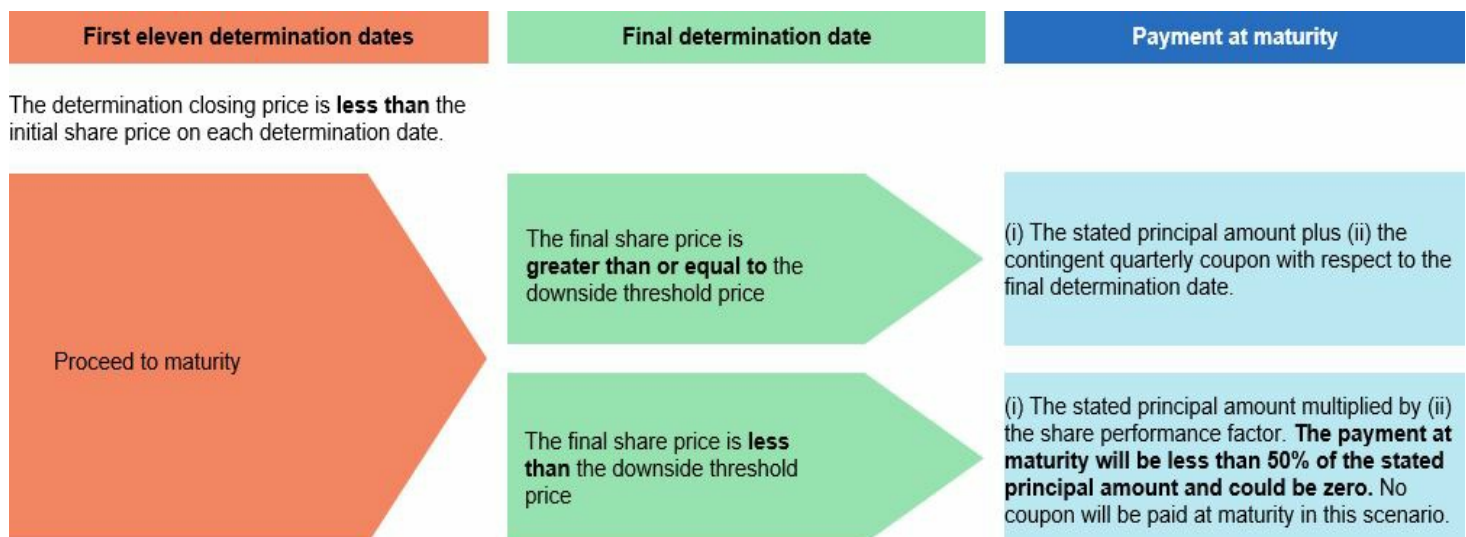 First eleven determination dates
Final determination date
Payment at maturity
The determination closing price is less than the
initial share price on each determination date.
Proceed to maturity
The final share price is
greater than or equal to the
downside threshold price
(i) The stated principal amount plus (ii) the
contingent quarterly coupon with respect to the
final determination date.
The final share price is less
than the downside threshold
price
(i) The stated principal amount multiplied by (ii)
the share performance factor. The payment at
maturity will be less than 50% of the stated
principal amount and could be zero. No
coupon will be paid at maturity in this scenario.